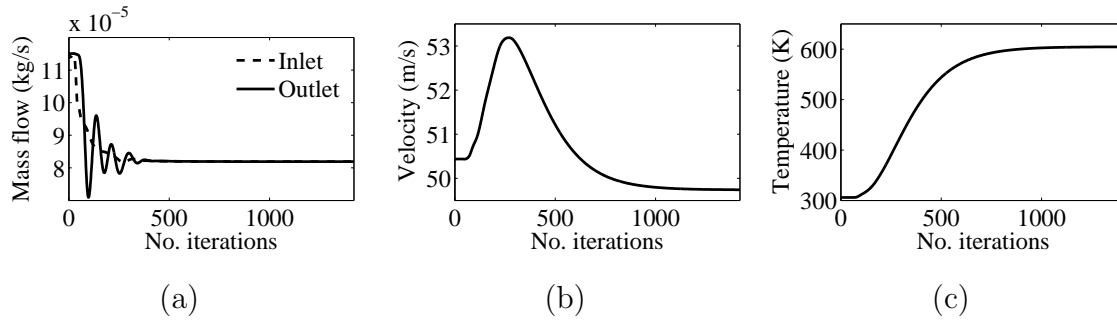 x 10^-5
11
10
9
8
Mass flow (kg/s)
Inlet
Outlet
0 500 1000
No. iterations
(a)
53
52
51
50
Velocity (m/s)
0 500 1000
No. iterations
(b)
600
500
400
300
Temperature (K)
0 500 1000
No. iterations
(c)